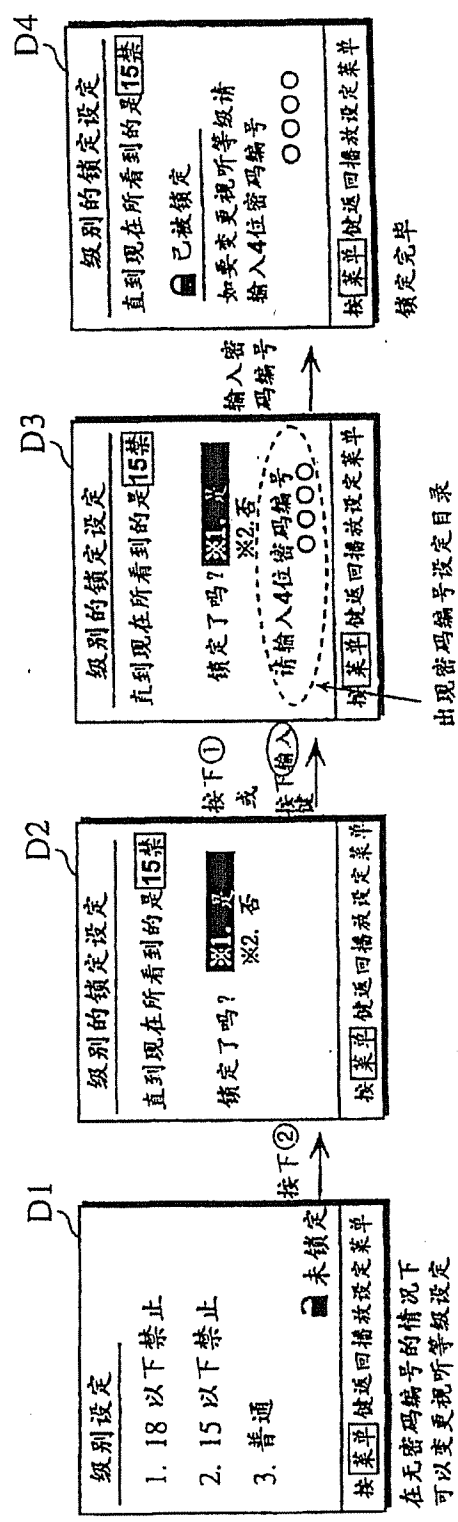 D1
级别设定
1. 18 以下禁止
2. 15 以下禁止
3. 普通
未锁定
按菜单键返回播放设定菜单
在无密码编号的情况下
可以变更视听等级设定
按下②
D2
级别的锁定设定
直到现在所看到的是15禁
锁定了吗?
※1. 是
※2. 否
按菜单键返回播放设定菜单
按下①
或
按下输入
键
D3
级别的锁定设定
直到现在所看到的是15禁
锁定了吗?
※1. 是
※2. 否
请输入4位密码编号
○○○○
按菜单键返回播放设定菜单
出现密码编号设定目录
输入密
码编号
D4
级别的锁定设定
直到现在所看到的是15禁
已被锁定
如要变更视听等级请
输入4位密码编号
○○○○
按菜单键返回播放设定菜单
锁定完毕